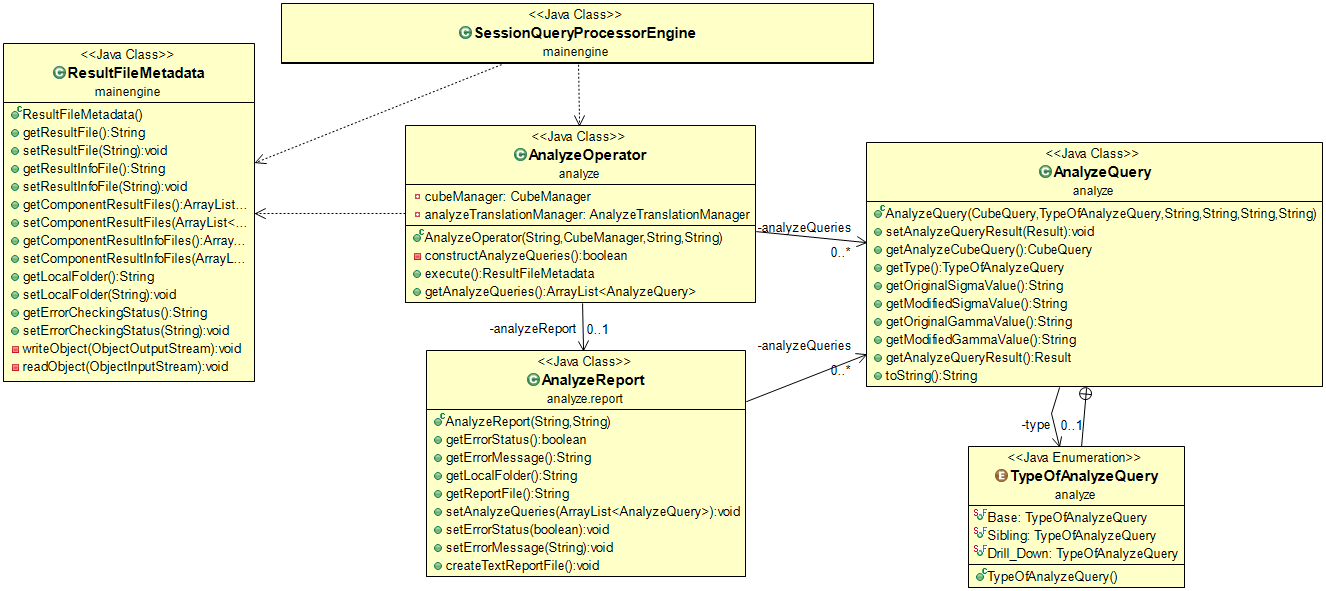 <<Java Class>>
SessionQueryProcessorEngine
mainengine
<<Java Class>>
ResultFileMetadata
mainengine
ResultFileMetadata()
getResultFile():String
setResultFile(String):void
getResultInfoFile():String
setResultInfoFile(String):void
getComponentResultFiles():ArrayList...
setComponentResultFiles(ArrayList<...
getComponentResultInfoFiles():Array...
setComponentResultInfoFiles(ArrayL...
getLocalFolder():String
setLocalFolder(String):void
getErrorCheckingStatus():String
setErrorCheckingStatus(String):void
writeObject(ObjectOutputStream):void
readObject(ObjectInputStream):void
<<Java Class>>
AnalyzeOperator
analyze
cubeManager: CubeManager
analyzeTranslationManager: AnalyzeTranslationManager
AnalyzeOperator(String,CubeManager,String,String)
constructAnalyzeQueries():boolean
execute():ResultFileMetadata
getAnalyzeQueries():ArrayList<AnalyzeQuery>
-analyzeQueries
0..*
<<Java Class>>
AnalyzeQuery
analyze
AnalyzeQuery(CubeQuery,TypeOfAnalyzeQuery,String,String,String,String)
setAnalyzeQueryResult(Result):void
getAnalyzeCubeQuery():CubeQuery
getType():TypeOfAnalyzeQuery
getOriginalSigmaValue():String
getModifiedSigmaValue():String
getOriginalGammaValue():String
getModifiedGammaValue():String
getAnalyzeQueryResult():Result
toString():String
-analyzeReport
0..1
-analyzeQueries
0..*
<<Java Class>>
AnalyzeReport
analyze.report
AnalyzeReport(String,String)
getErrorStatus():boolean
getErrorMessage():String
getLocalFolder():String
getReportFile():String
setAnalyzeQueries(ArrayList<AnalyzeQuery>):void
setErrorStatus(boolean):void
setErrorMessage(String):void
createTextReportFile():void
-type
0..1
<<Java Enumeration>>
TypeOfAnalyzeQuery
analyze
Base: TypeOfAnalyzeQuery
Sibling: TypeOfAnalyzeQuery
Drill_Down: TypeOfAnalyzeQuery
TypeOfAnalyzeQuery()